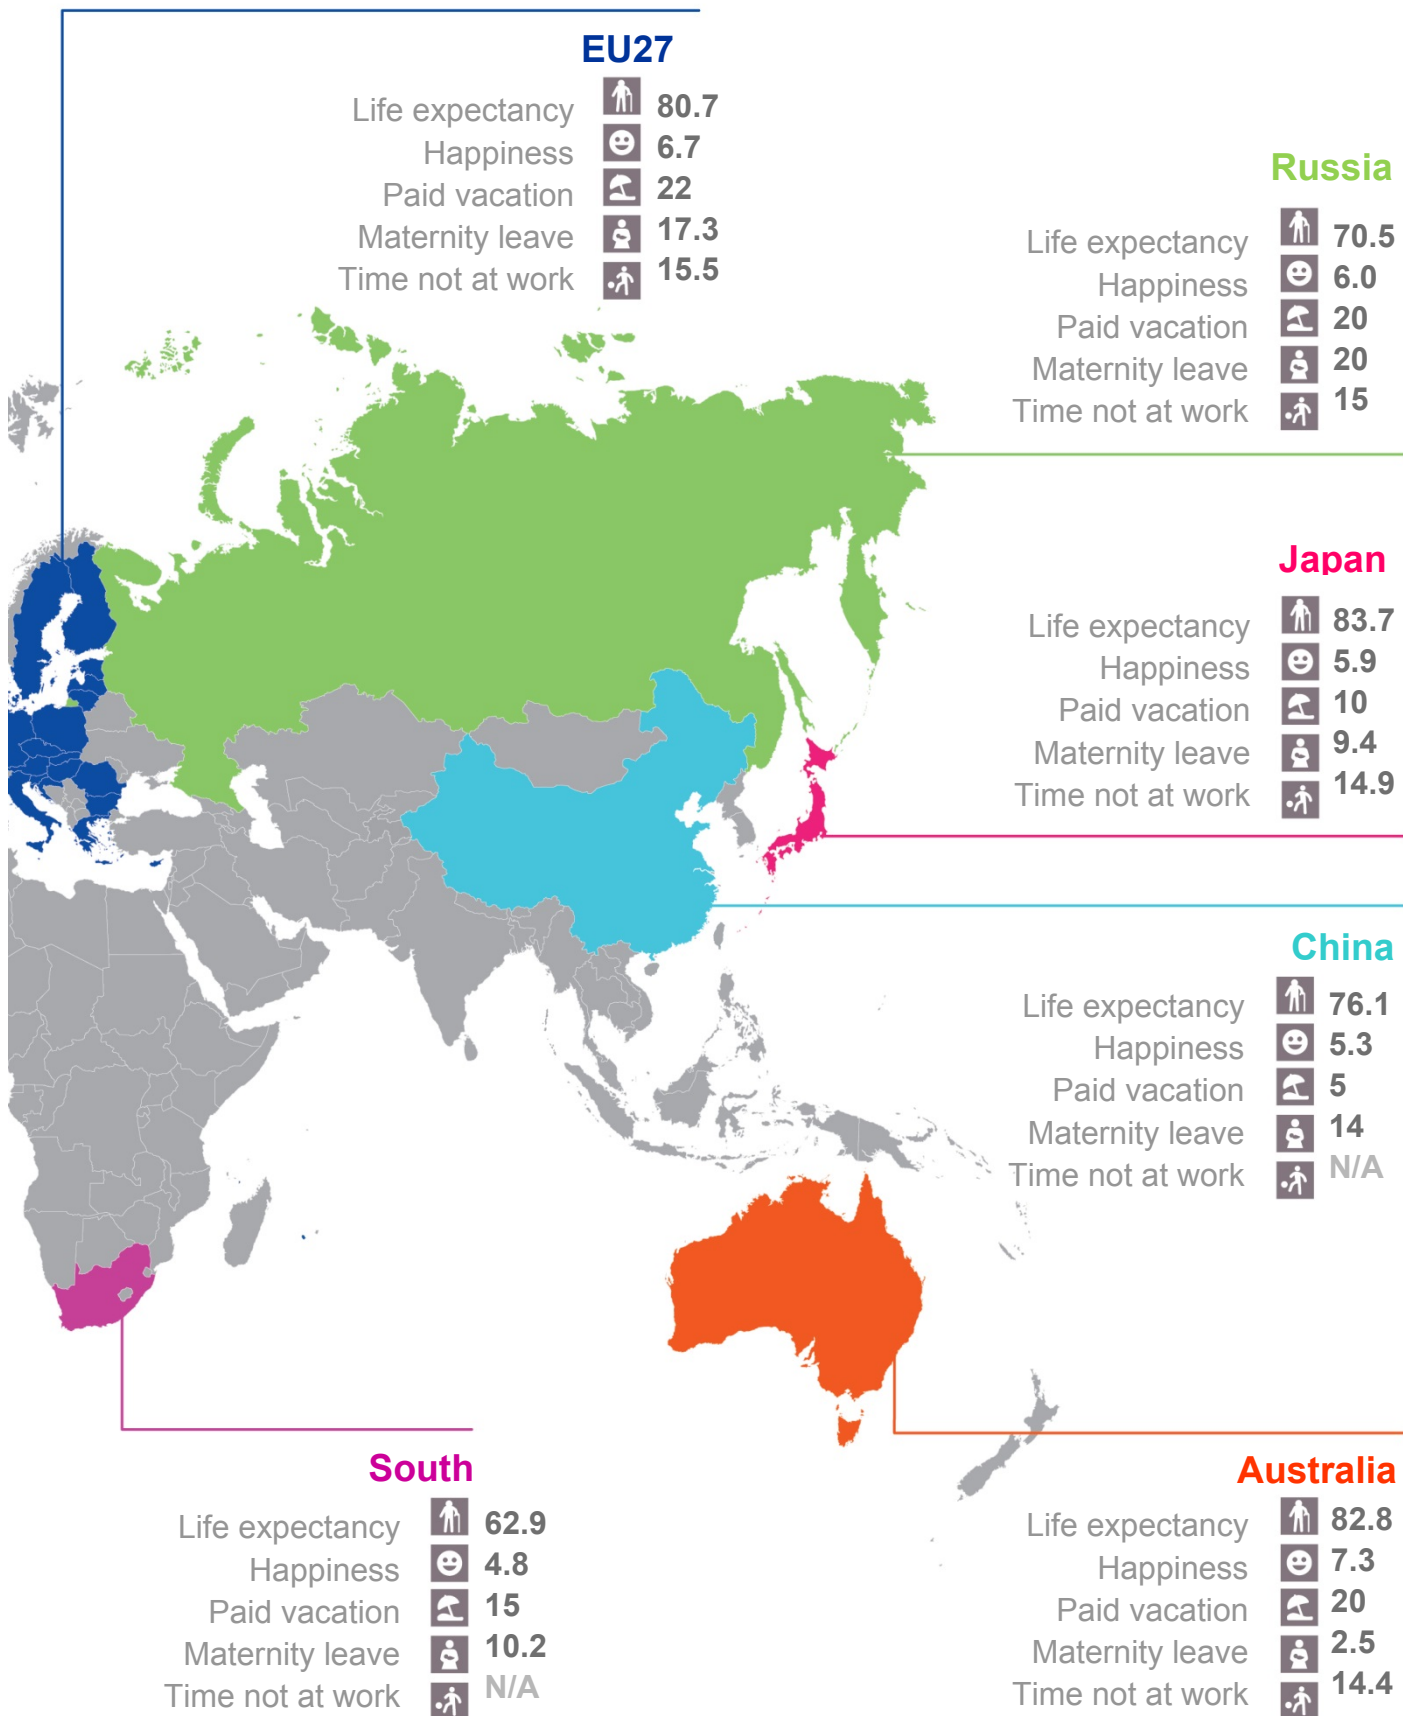 EU27
Life expectancy 80.7
Happiness 6.7
Paid vacation 22
Maternity leave 17.3
Time not at work 15.5
Russia
Life expectancy 70.5
Happiness 6.0
Paid vacation 20
Maternity leave 20
Time not at work 15
Japan
Life expectancy 83.7
Happiness 5.9
Paid vacation 10
Maternity leave 9.4
Time not at work 14.9
China
Life expectancy 76.1
Happiness 5.3
Paid vacation 5
Maternity leave 14
Time not at work N/A
South
Life expectancy 62.9
Happiness 4.8
Paid vacation 15
Maternity leave 10.2
Time not at work N/A
Australia
Life expectancy 82.8
Happiness 7.3
Paid vacation 20
Maternity leave 2.5
Time not at work 14.4